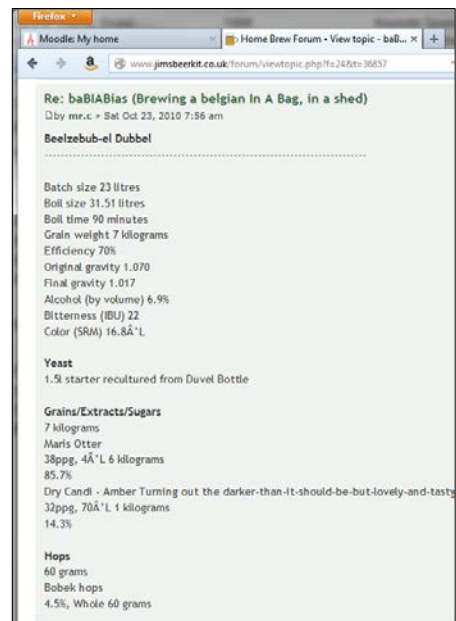 Firefox
Moodle: My home
Home Brew Forum • View topic - baB...
www.jimsbeerkit.co.uk/forum/viewtopic.php?f=24&t=36857
Re: baBIABias (Brewing a belgian In A Bag, in a shed)
by mr.c » Sat Oct 23, 2010 7:56 am
Beelzebub-el Dubbel
Batch size 23 litres
Boil size 31.51 litres
Boil time 90 minutes
Grain weight 7 kilograms
Efficiency 70%
Original gravity 1.070
Final gravity 1.017
Alcohol (by volume) 6.9%
Bitterness (IBU) 22
Color (SRM) 16.8Â°L
Yeast
1.5l starter recultured from Duvel Bottle
Grains/Extracts/Sugars
7 kilograms
Maris Otter
38ppg, 4Â°L 6 kilograms
85.7%
Dry Candi - Amber Turning out the darker-than-it-should-be-but-lovely-and-tasty
32ppg, 70Â°L 1 kilograms
14.3%
Hops
60 grams
Bobek hops
4.5%, Whole 60 grams